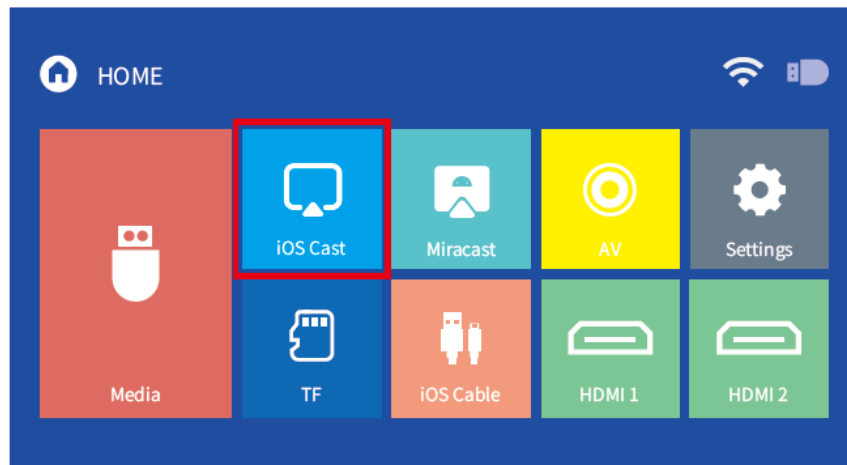 HOME
iOS Cast
Miracast
AV
Settings
Media
TF
iOS Cable
HDMI 1
HDMI 2